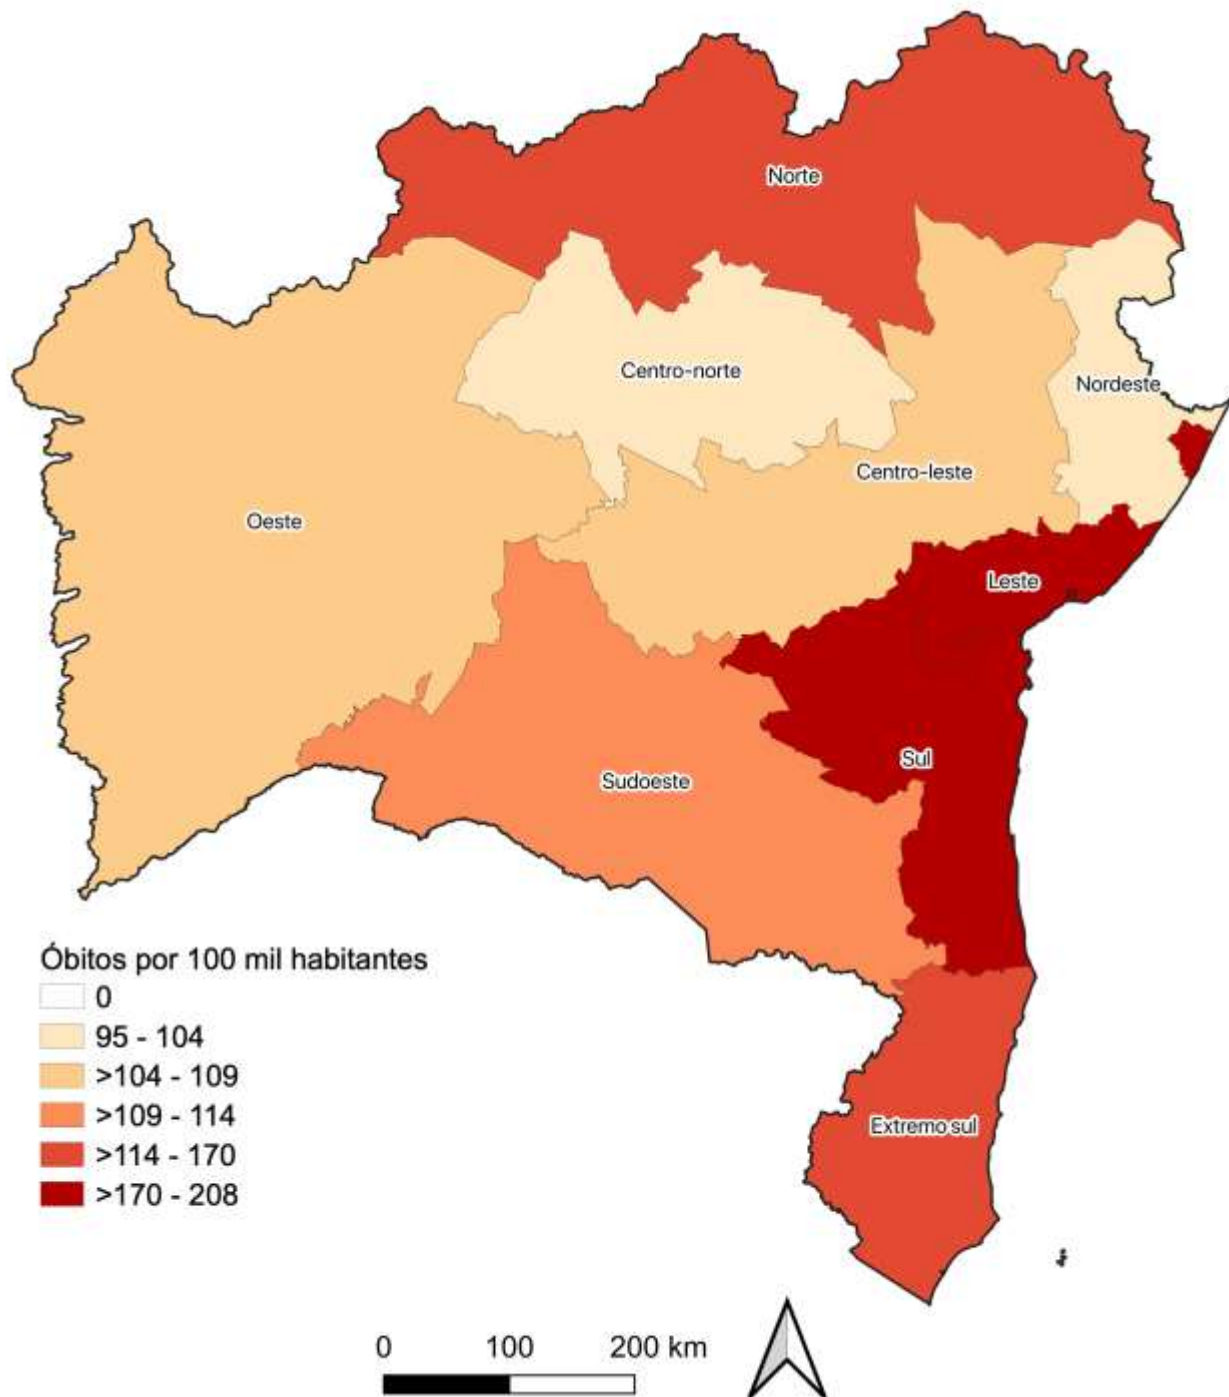 Norte
Centro-norte
Nordeste
Centro-leste
Oeste
Leste
Sul
Sudoeste
Óbitos por 100 mil habitantes
0
95 - 104
>104 - 109
>109 - 114
>114 - 170
>170 - 208
Extremo sul
0 100 200 km